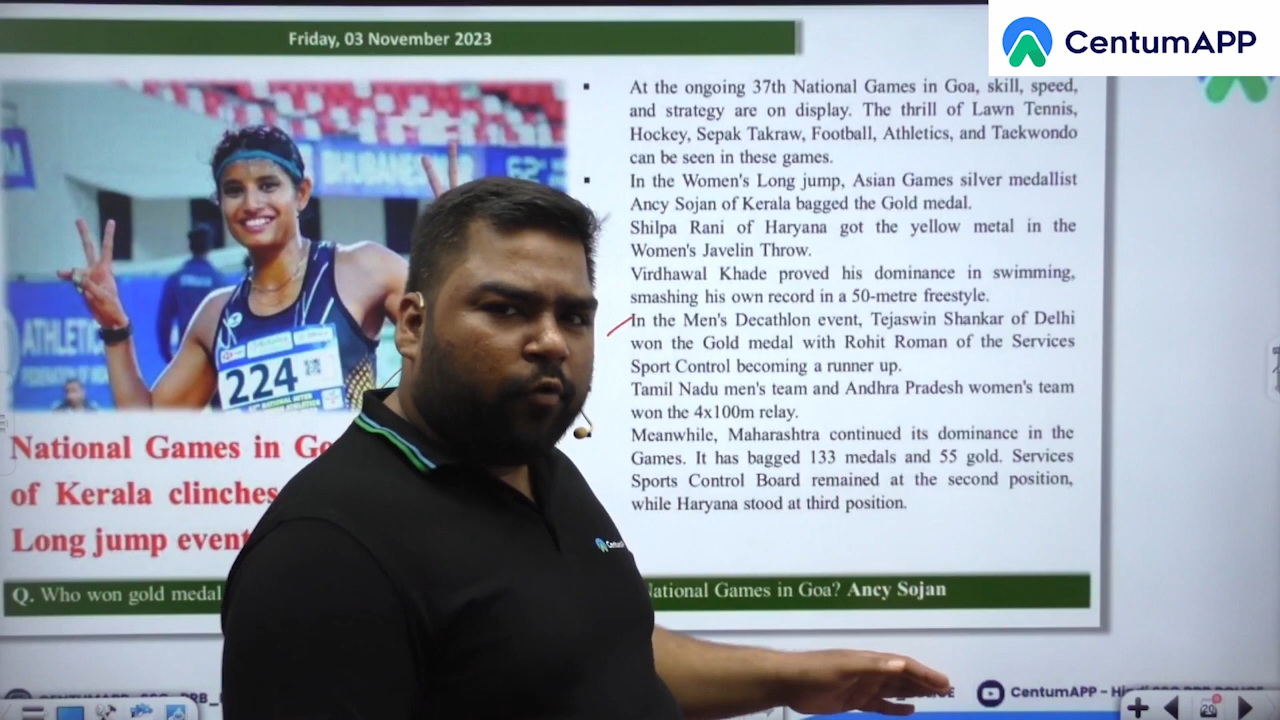 Friday, 03 November 2023
CentumAPP
At the ongoing 37th National Games in Goa, skill, speed,
and strategy are on display. The thrill of Lawn Tennis,
Hockey, Sepak Takraw, Football, Athletics, and Taekwondo
can be seen in these games.
In the Women's Long jump, Asian Games silver medallist
Ancy Sojan of Kerala bagged the Gold medal.
Shilpa Rani of Haryana got the yellow metal in the
Women's Javelin Throw.
Virdhawal Khade proved his dominance in swimming,
smashing his own record in a 50-metre freestyle.
In the Men's Decathlon event, Tejaswin Shankar of Delhi
won the Gold medal with Rohit Roman of the Services
Sport Control becoming a runner up.
Tamil Nadu men's team and Andhra Pradesh women's team
won the 4x100m relay.
Meanwhile, Maharashtra continued its dominance in the
Games. It has bagged 133 medals and 55 gold. Services
Sports Control Board remained at the second position,
while Haryana stood at third position.
224
National Games in
of Kerala clinches
Long jump event
Q. Who won gold medal
National Games in Goa? Ancy Sojan
CentumAPP -
20